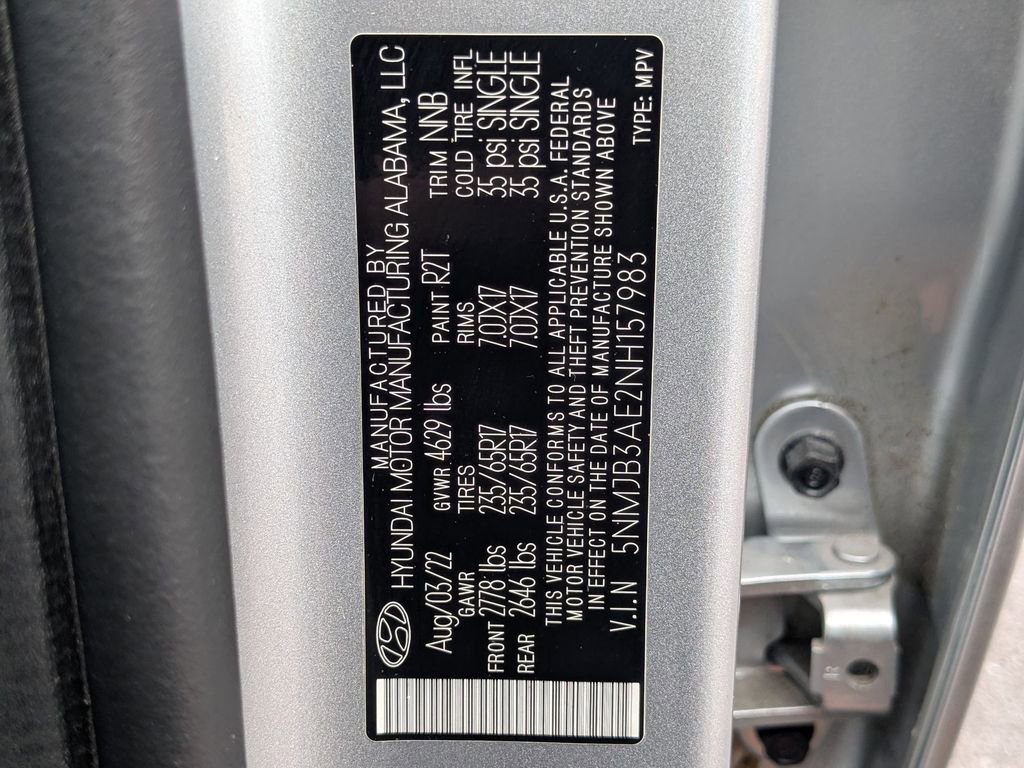 MANUFACTURED BY
HYUNDAI MOTOR MANUFACTURING ALABAMA, LLC
Aug/03/22 GVWR 4629 lbs PAINT R2T TRIM NNB
GAWR TIRES RIMS COLD TIRE INFL
FRONT 2778 lbs 235/65R17 7.0JX17 35 psi SINGLE
REAR 2646 lbs 235/65R17 7.0JX17 35 psi SINGLE
THIS VEHICLE CONFORMS TO ALL APPLICABLE U.S.A. FEDERAL
MOTOR VEHICLE SAFETY AND THEFT PREVENTION STANDARDS
IN EFFECT ON THE DATE OF MANUFACTURE SHOWN ABOVE
V.I.N 5NMJB3AE2NH157983
TYPE: MPV